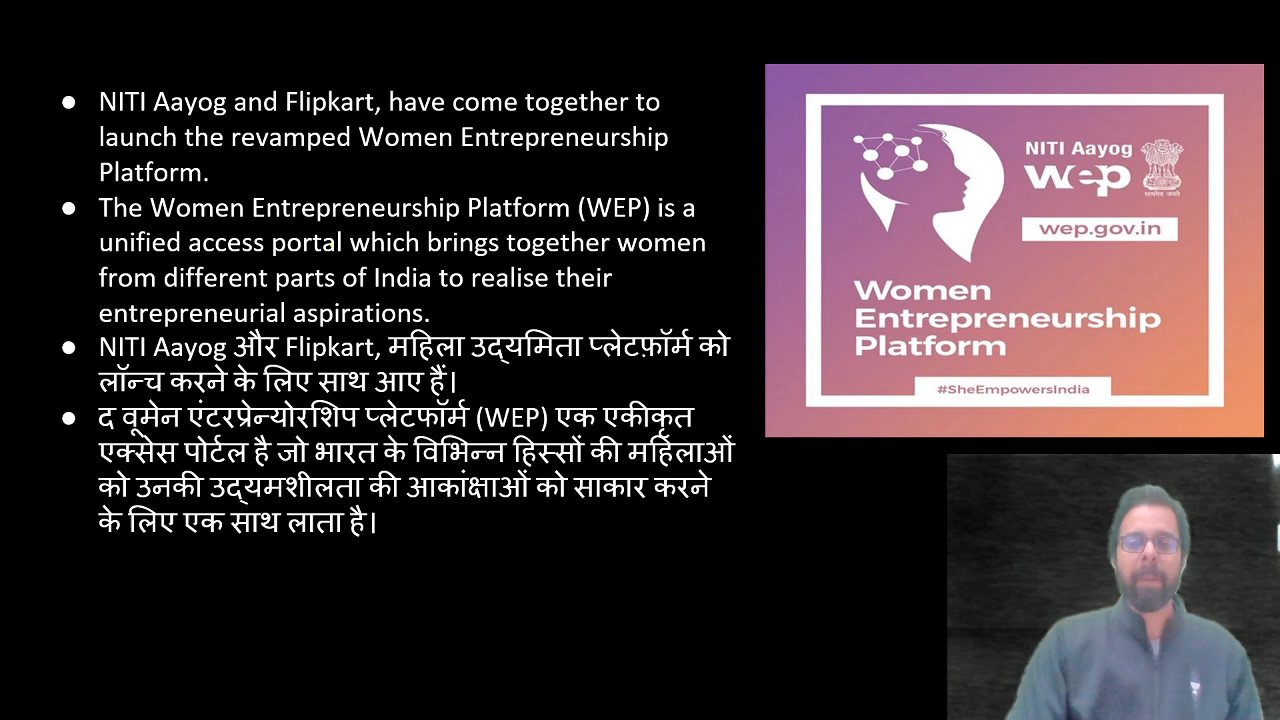 ● NITI Aayog and Flipkart, have come together to
launch the revamped Women Entrepreneurship
Platform.
● The Women Entrepreneurship Platform (WEP) is a
unified access portal which brings together women
from different parts of India to realise their
entrepreneurial aspirations.
● NITI Aayog और Flipkart, महिला उद्यमिता प्लेटफ़ॉर्म को
लॉन्च करने के लिए साथ आए हैं।
● द वूमेन एंटरप्रेन्योरशिप प्लेटफॉर्म (WEP) एक एकीकृत
एक्सेस पोर्टल है जो भारत के विभिन्न हिस्सों की महिलाओं
को उनकी उद्यमशीलता की आकांक्षाओं को साकार करने
के लिए एक साथ लाता है।
NITI Aayog
wep
सत्यमेव जयते
wep.gov.in
Women
Entrepreneurship
Platform
#SheEmpowersIndia